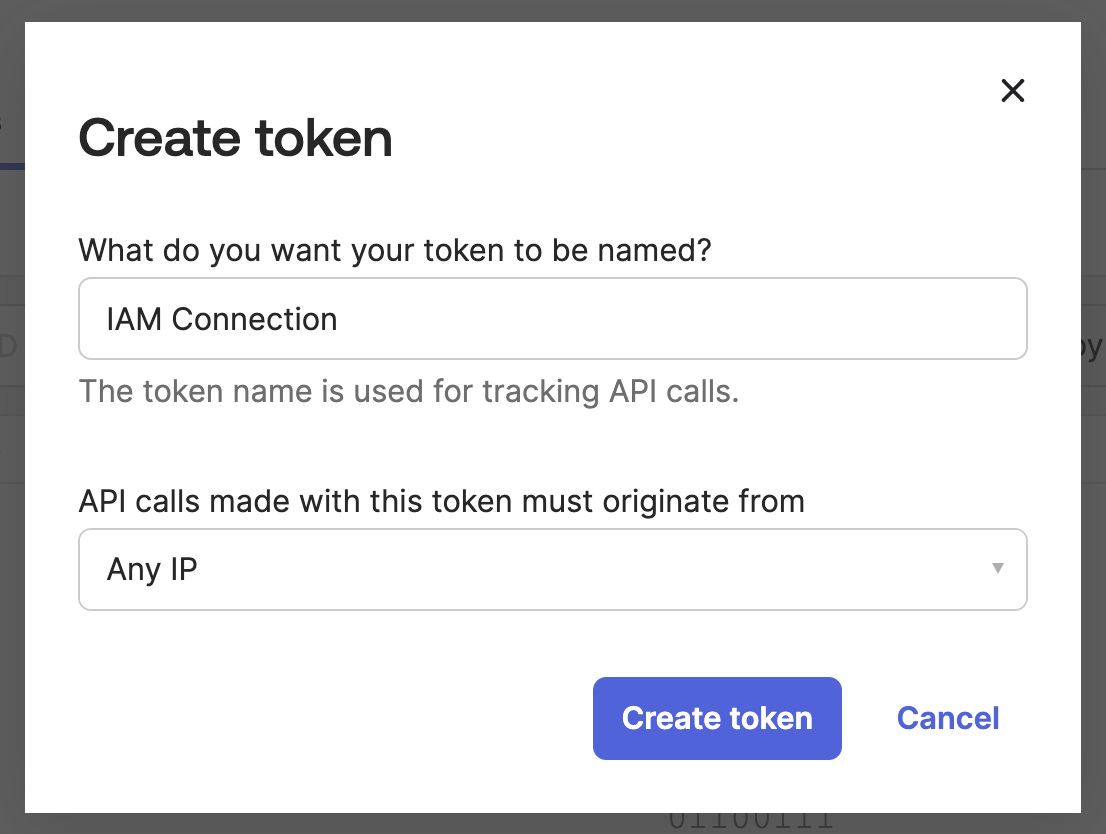 Create token
What do you want your token to be named?
IAM Connection
The token name is used for tracking API calls.
API calls made with this token must originate from
Any IP
Create token
Cancel
01100111